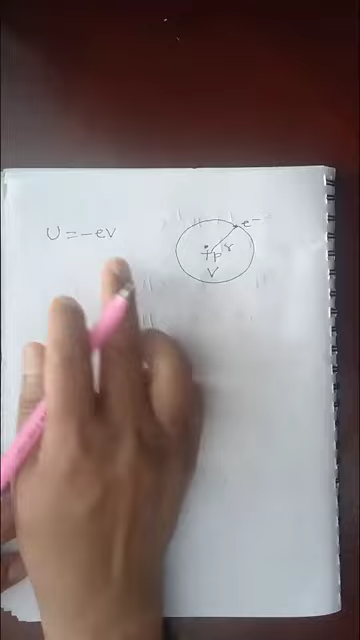 U = -eV
e⁻
r
+p
V